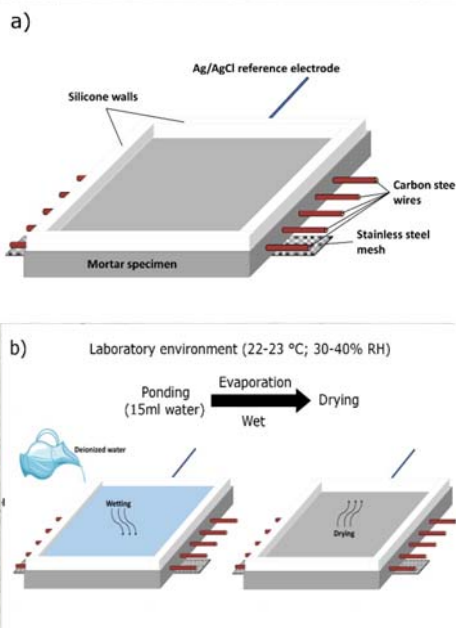 a)
Ag/AgCl reference electrode
Silicone walls
Carbon stee
wires
Stainless steel
mesh
Mortar specimen
b)
Laboratory environment (22-23 °C; 30-40% RH)
Ponding
(15ml water)
Evaporation
Wet
Drying
Deionized water
Wetting
Drying